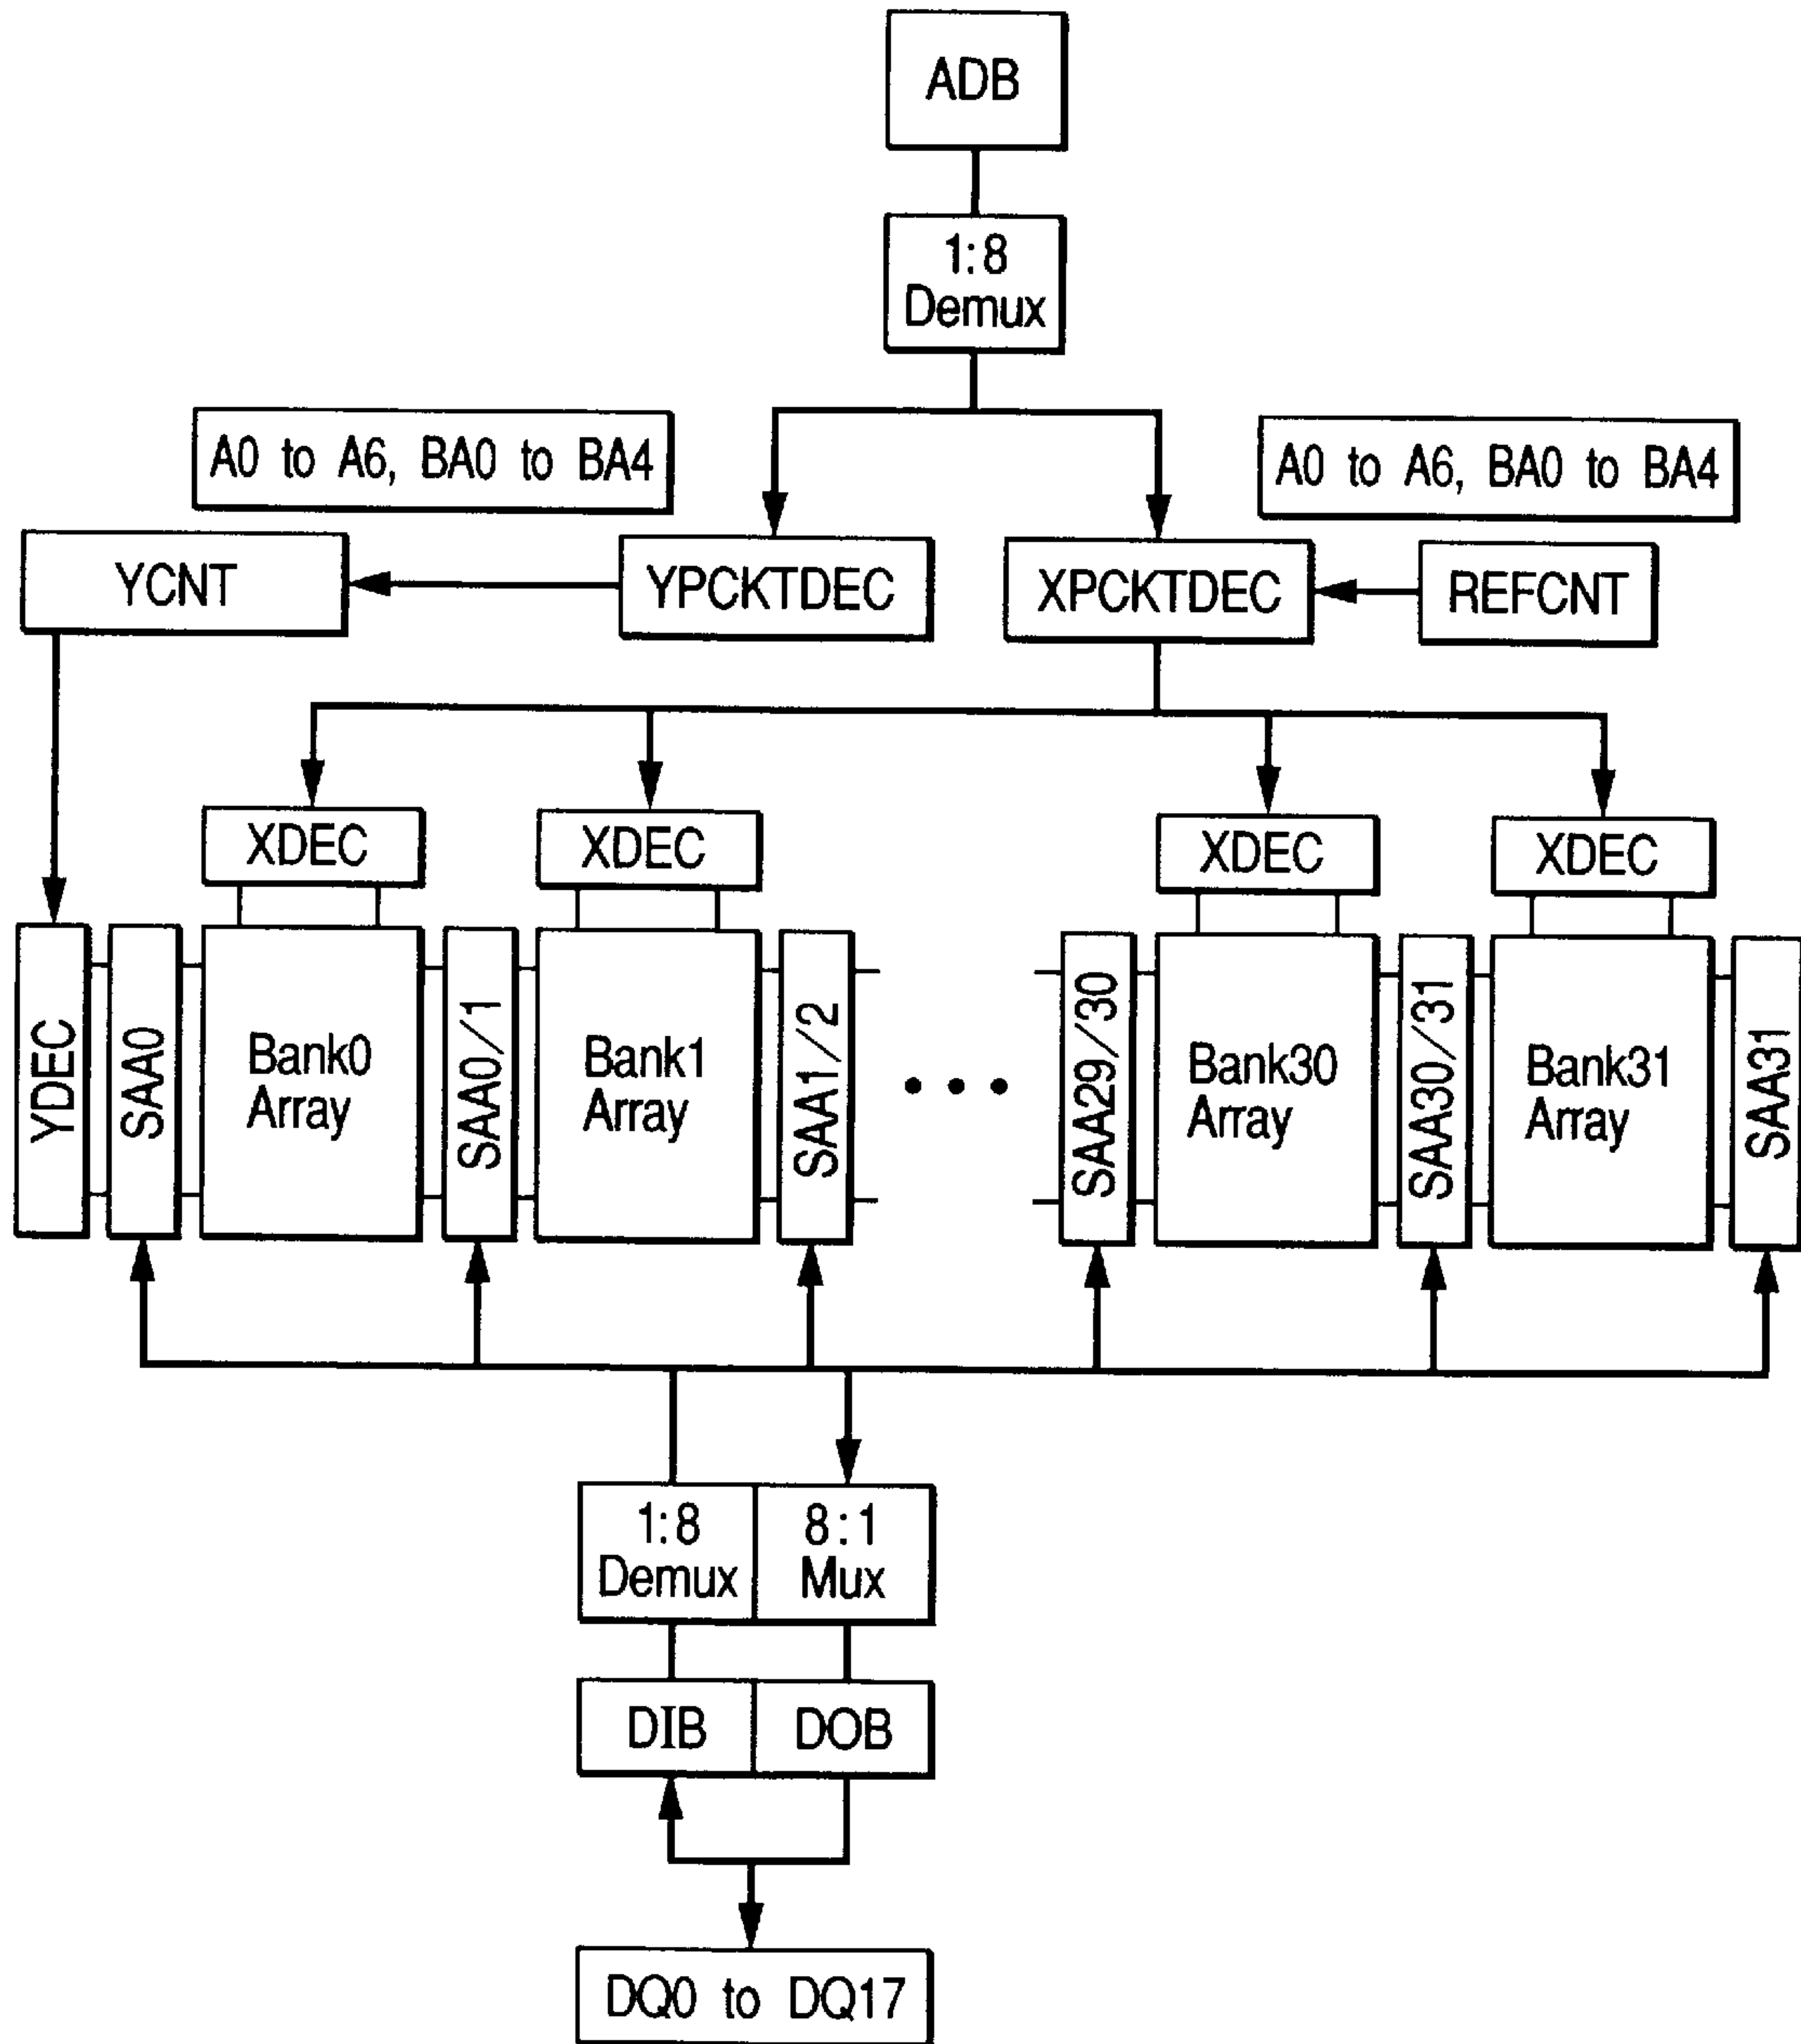 ADB
1:8
Demux
A0 to A6, BA0 to BA4
A0 to A6, BA0 to BA4
YCNT
YPCKTDEC
XPCKTDEC
REFCNT
XDEC
XDEC
XDEC
XDEC
YDEC
SAA0
Bank0
Array
SAA0/1
Bank1
Array
SAA1/2
SAA29/30
Bank30
Array
SAA30/31
Bank31
Array
SAA31
1:8
Demux
8:1
Mux
DIB
DOB
DQ0 to DQ17